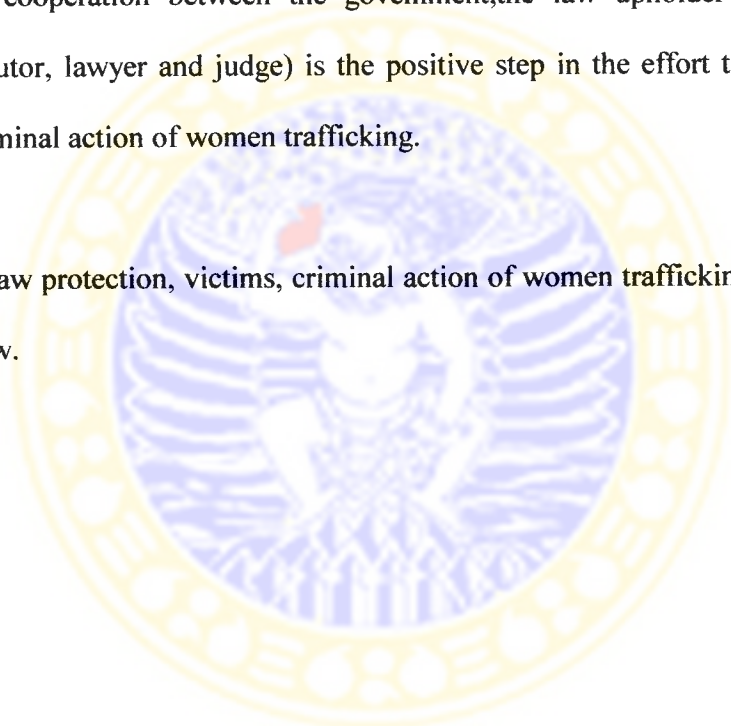 cooperation between the government,the law upholder
utor, lawyer and judge) is the positive step in the effort t
minal action of women trafficking.
aw protection, victims, criminal action of women traffickin
w.